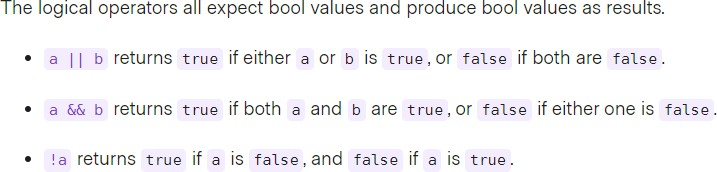 The logical operators all expect bool values and produce bool values as results.
• a || b returns true if either a or b is true, or false if both are false.
• a && b returns true if both a and b are true, or false if either one is false.
• !a returns true if a is false, and false if a is true.